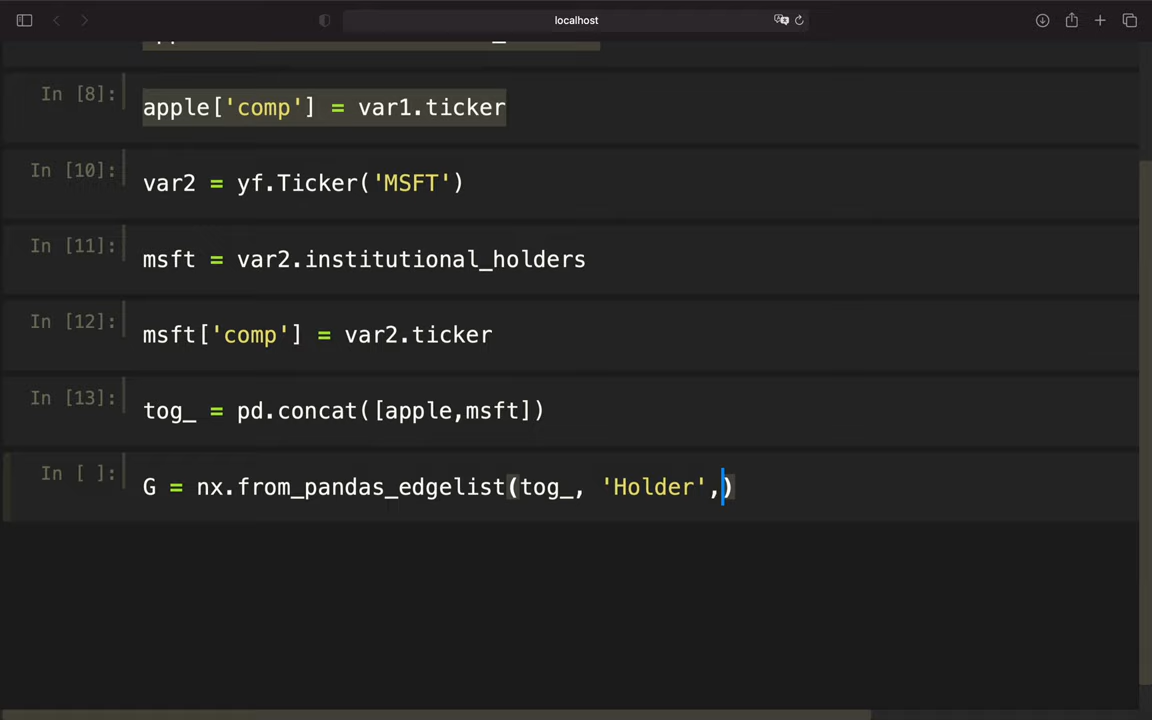 localhost
In [8]:
apple['comp'] = var1.ticker
In [10]:
var2 = yf.Ticker('MSFT')
In [11]:
msft = var2.institutional_holders
In [12]:
msft['comp'] = var2.ticker
In [13]:
tog_ = pd.concat([apple,msft])
In [ ]:
G = nx.from_pandas_edgelist(tog_, 'Holder',)